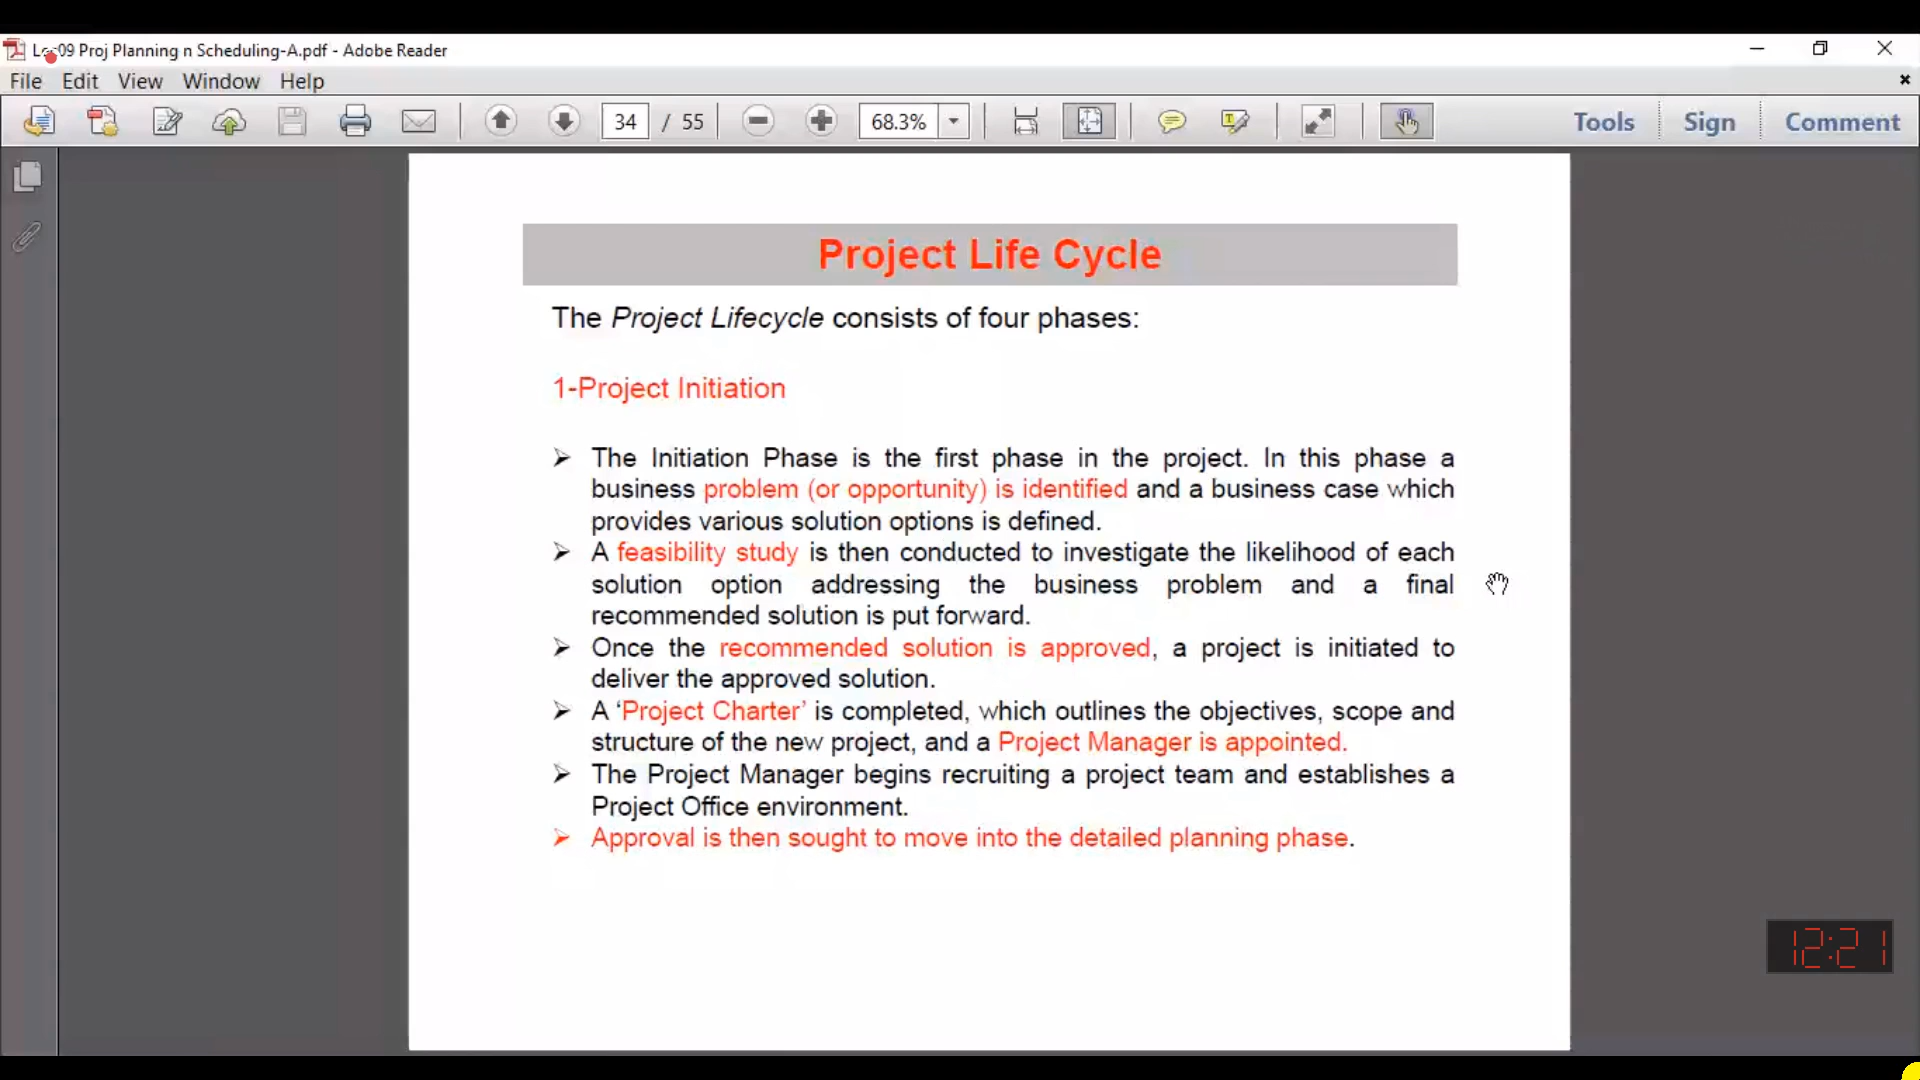 Lec09 Proj Planning n Scheduling-A.pdf - Adobe Reader
File Edit View Window Help
34 / 55 68.3% Tools Sign Comment
Project Life Cycle
The Project Lifecycle consists of four phases:
1-Project Initiation
➢ The Initiation Phase is the first phase in the project. In this phase a
business problem (or opportunity) is identified and a business case which
provides various solution options is defined.
➢ A feasibility study is then conducted to investigate the likelihood of each
solution option addressing the business problem and a final
recommended solution is put forward.
➢ Once the recommended solution is approved, a project is initiated to
deliver the approved solution.
➢ A ‘Project Charter’ is completed, which outlines the objectives, scope and
structure of the new project, and a Project Manager is appointed.
➢ The Project Manager begins recruiting a project team and establishes a
Project Office environment.
➢ Approval is then sought to move into the detailed planning phase.
12:21